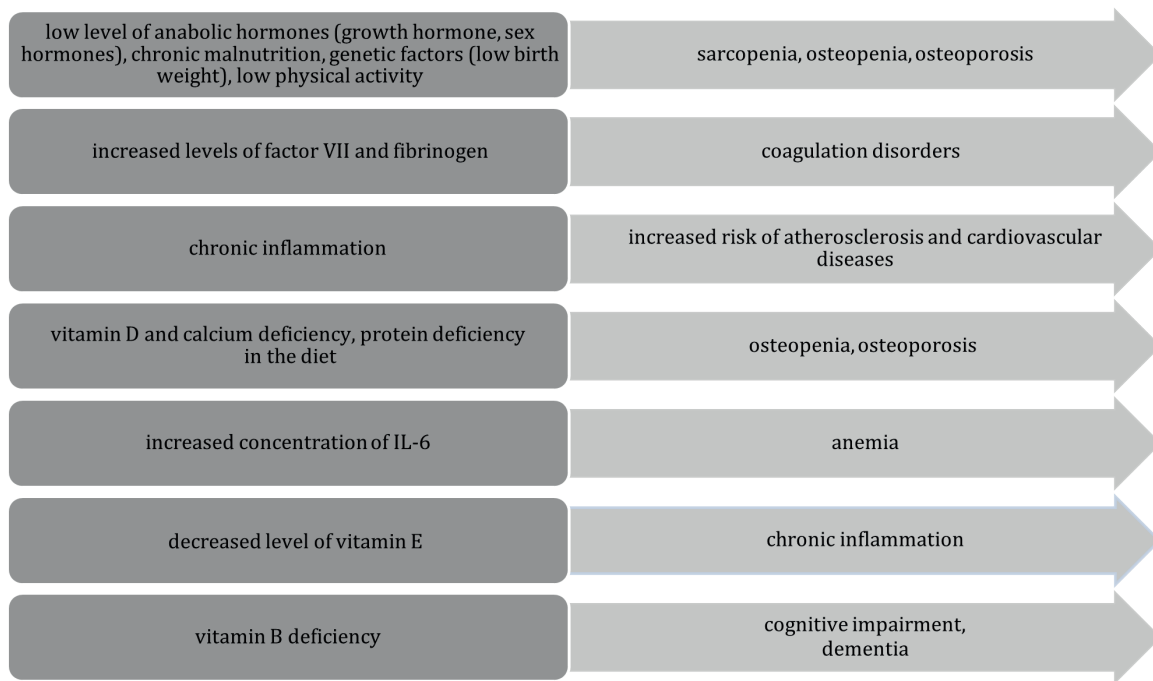 low level of anabolic hormones (growth hormone, sex
hormones), chronic malnutrition, genetic factors (low birth
weight), low physical activity
sarcopenia, osteopenia, osteoporosis
increased levels of factor VII and fibrinogen
coagulation disorders
chronic inflammation
increased risk of atherosclerosis and cardiovascular
diseases
vitamin D and calcium deficiency, protein deficiency
in the diet
osteopenia, osteoporosis
increased concentration of IL-6
anemia
decreased level of vitamin E
chronic inflammation
vitamin B deficiency
cognitive impairment,
dementia